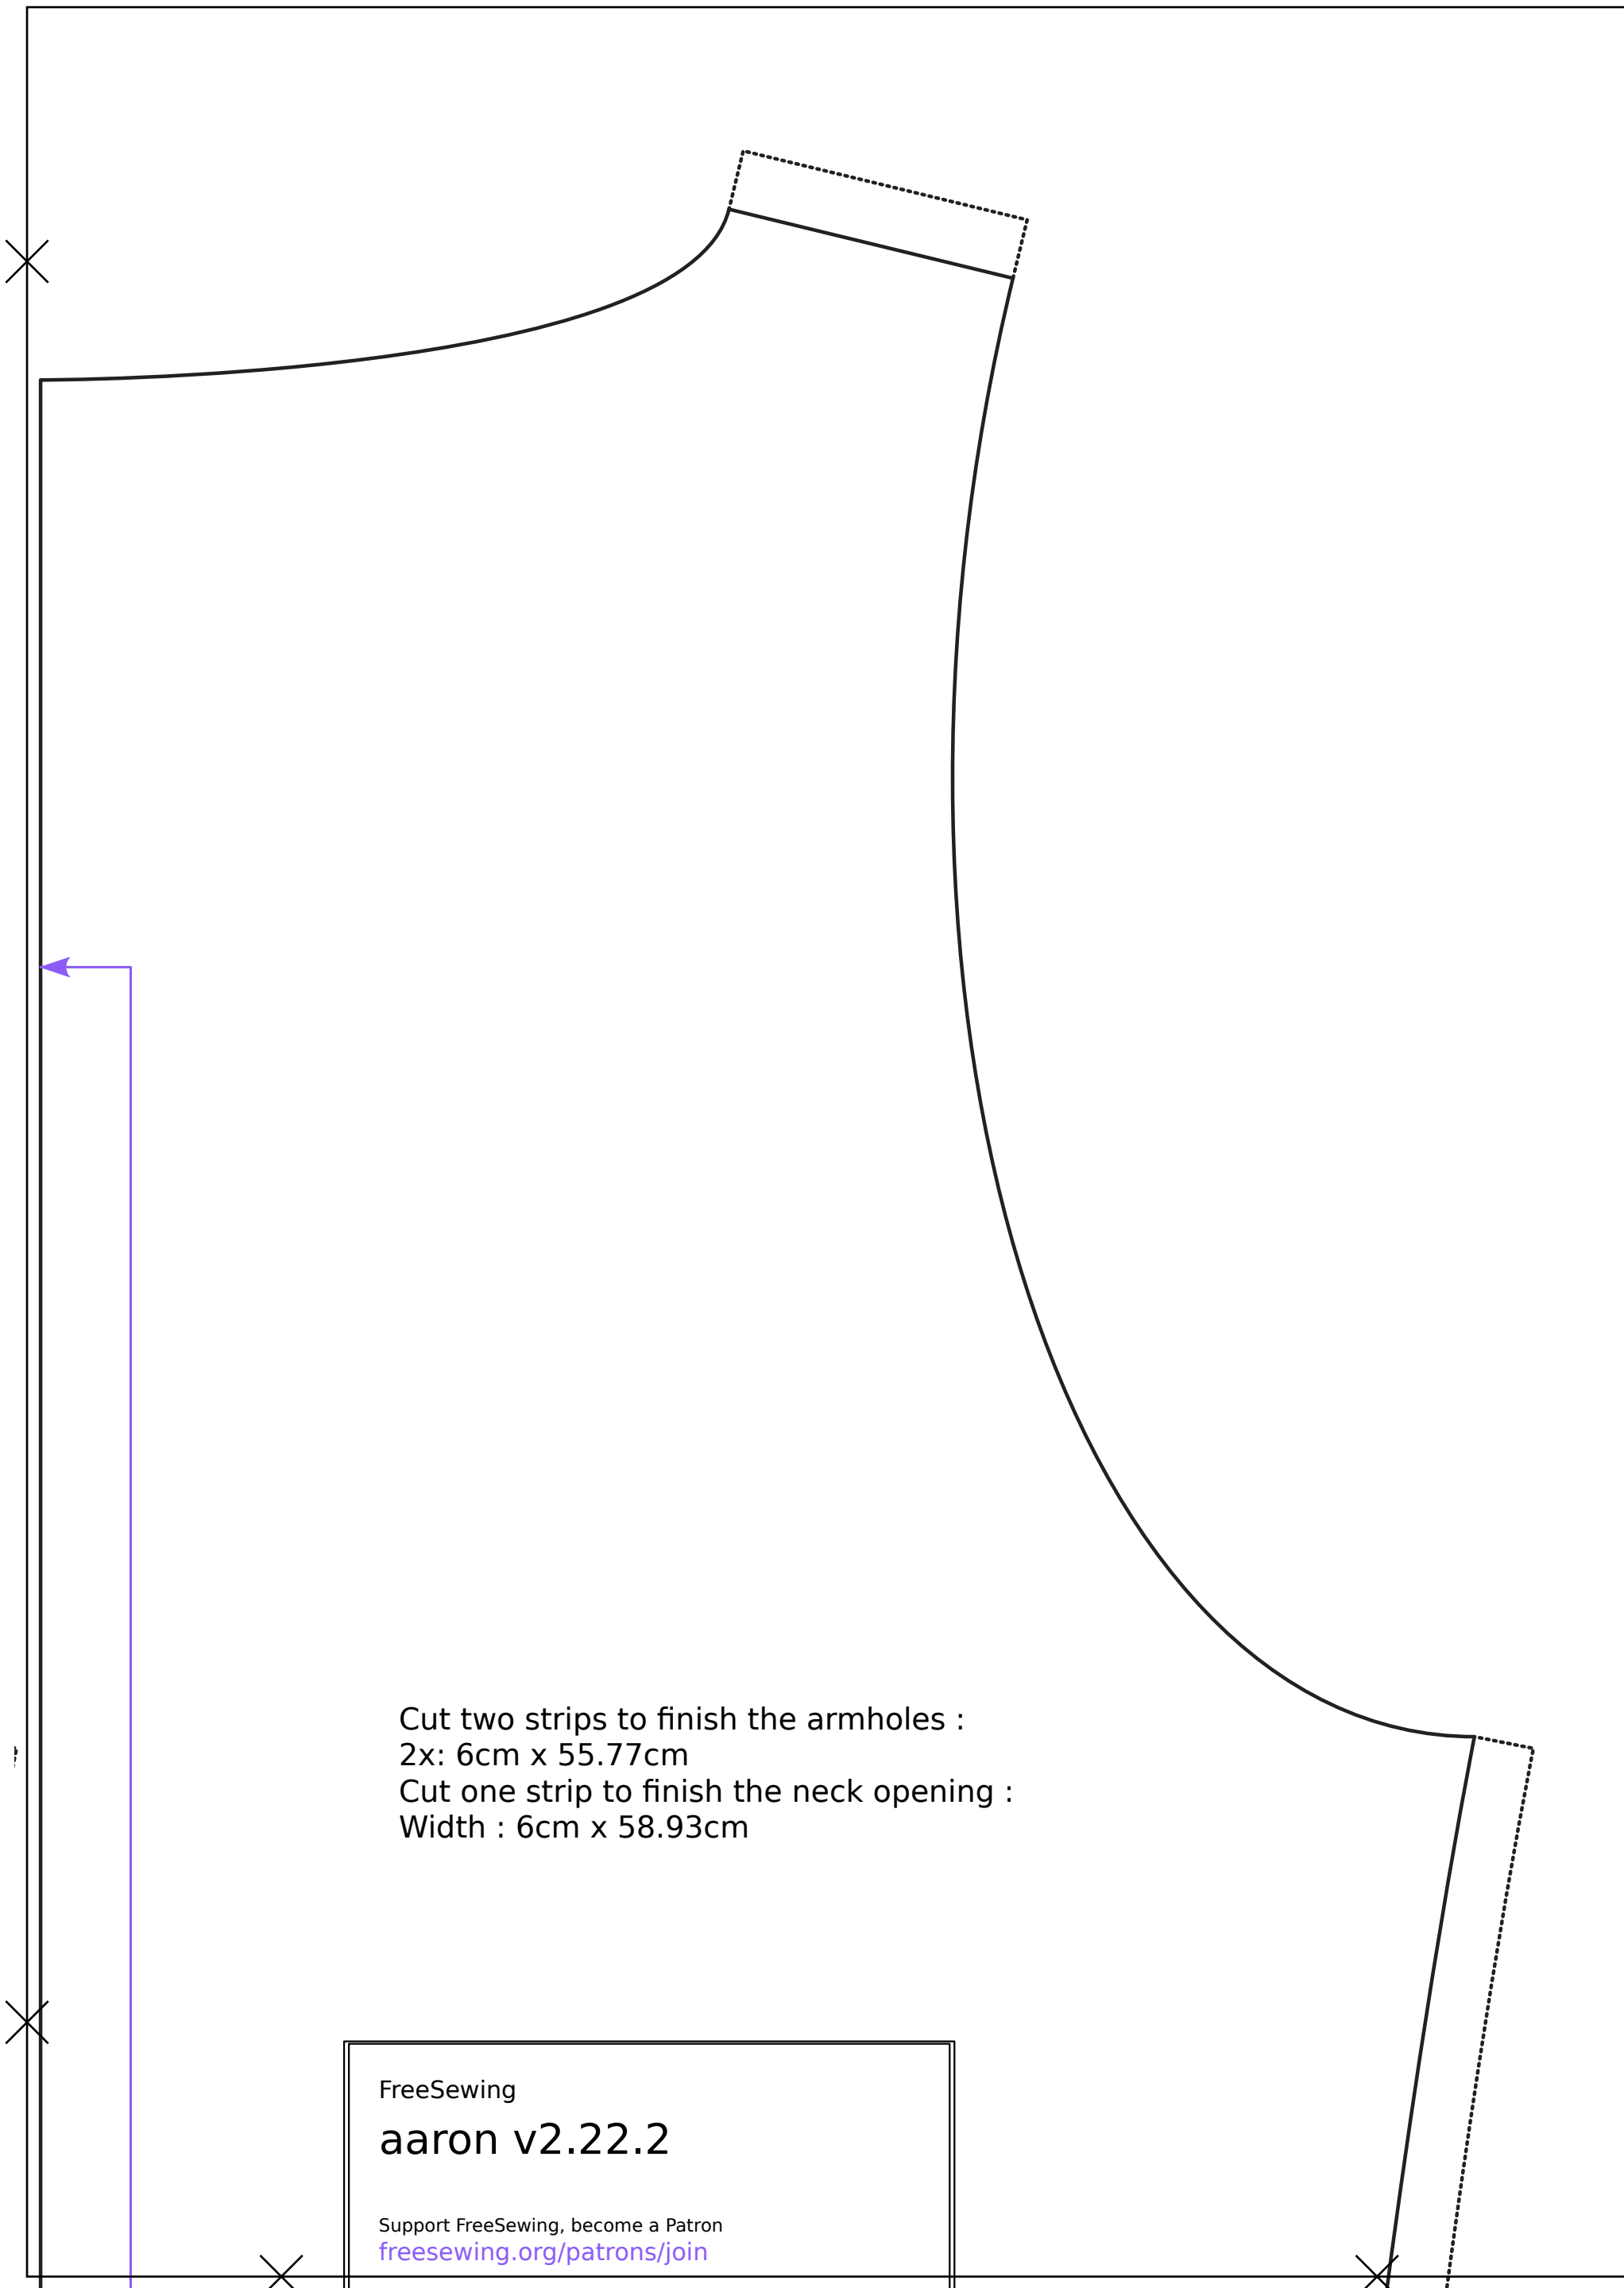 Cut two strips to finish the armholes :
2x: 6cm x 55.77cm
Cut one strip to finish the neck opening :
Width : 6cm x 58.93cm
FreeSewing
aaron v2.22.2
Support FreeSewing, become a Patron
freesewing.org/patrons/join